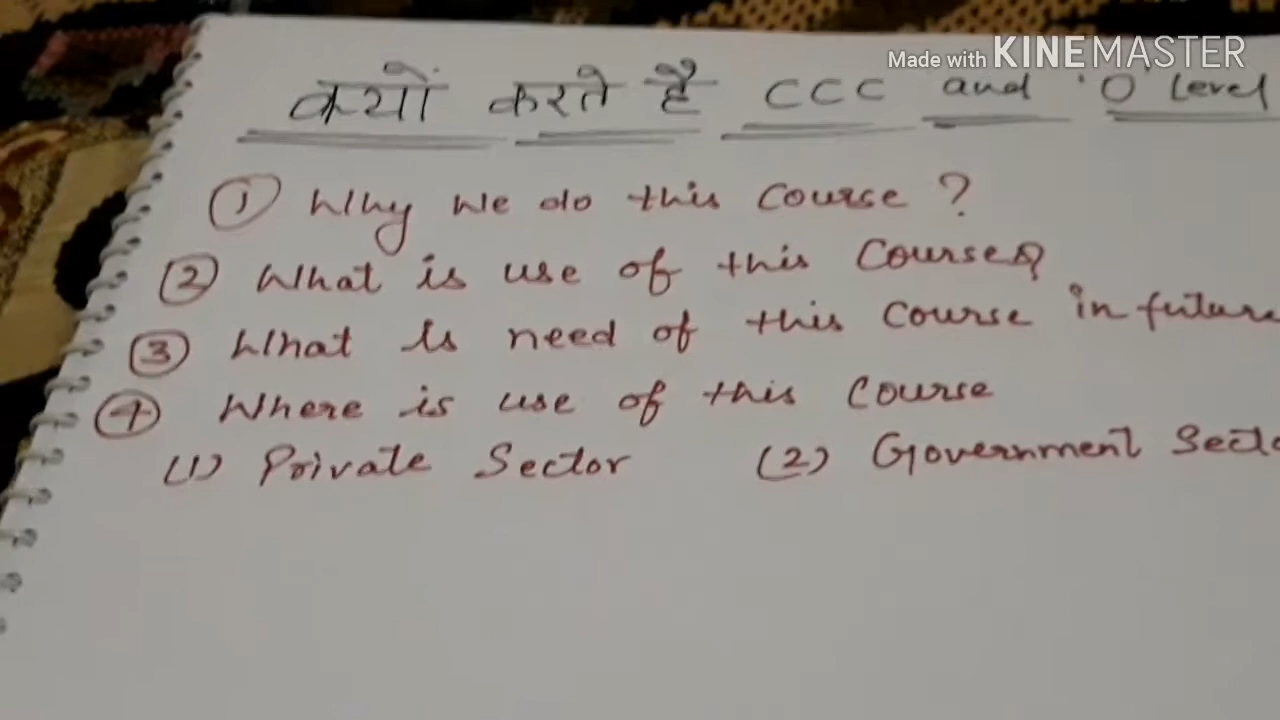 Made with KINEMASTER
क्यों करते है CCC and 'O' Level
① Why we do this course ?
② What is use of this Course?
③ What is need of this course in future
④ Where is use of this Course
(1) Private Sector (2) Government Secto